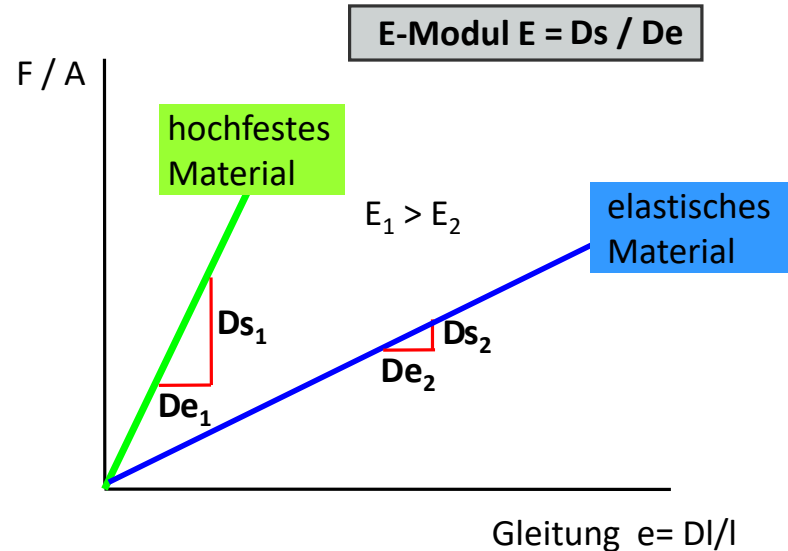 E-Modul E = Ds / De
F / A
hochfestes
Material
E₁ > E₂
elastisches
Material
Ds₁
Ds₂
De₁
De₂
Gleitung e= Dl/l